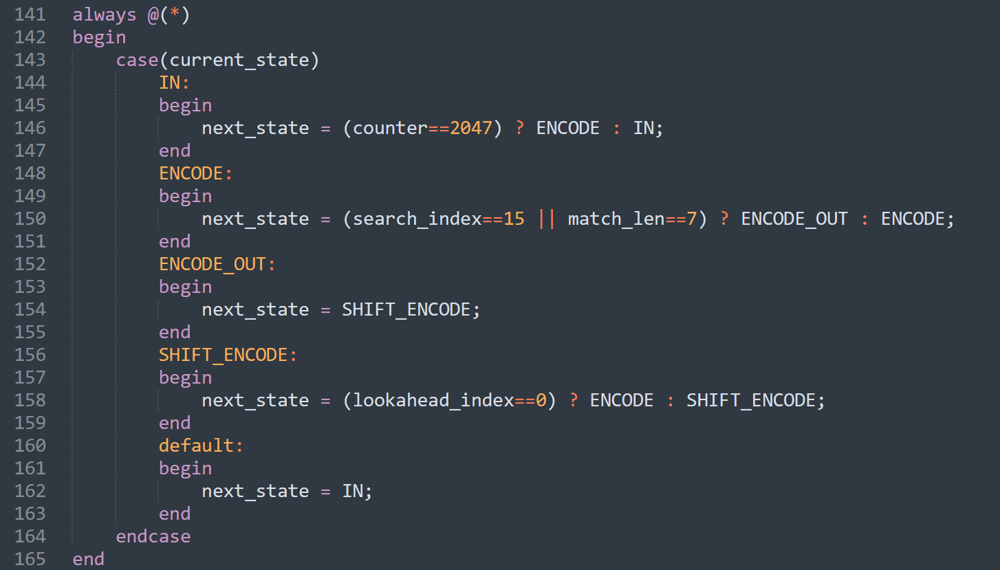 141 always @(*)
142 begin
143     case(current_state)
144         IN:
145         begin
146             next_state = (counter==2047) ? ENCODE : IN;
147         end
148         ENCODE:
149         begin
150             next_state = (search_index==15 || match_len==7) ? ENCODE_OUT : ENCODE;
151         end
152         ENCODE_OUT:
153         begin
154             next_state = SHIFT_ENCODE;
155         end
156         SHIFT_ENCODE:
157         begin
158             next_state = (lookahead_index==0) ? ENCODE : SHIFT_ENCODE;
159         end
160         default:
161         begin
162             next_state = IN;
163         end
164     endcase
165 end